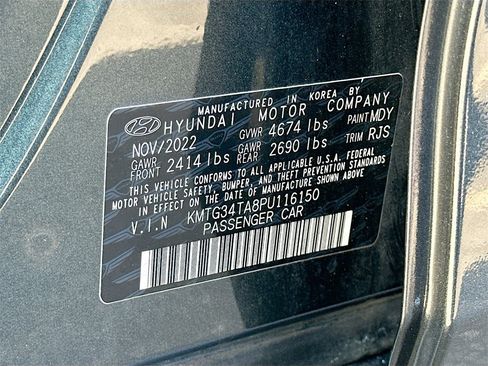 MANUFACTURED IN KOREA BY
HYUNDAI MOTOR COMPANY
NOV/2022 GVWR 4674 lbs PAINT MDY
GAWR FRONT 2414 lbs GAWR REAR 2690 lbs TRIM RJS
THIS VEHICLE CONFORMS TO ALL APPLICABLE U.S.A. FEDERAL
MOTOR VEHICLE SAFETY, BUMPER, AND THEFT PREVENTION STANDARDS
IN EFFECT ON THE DATE OF MANUFACTURE SHOWN ABOVE.
V.I.N KMTG34TA8PU116150
PASSENGER CAR